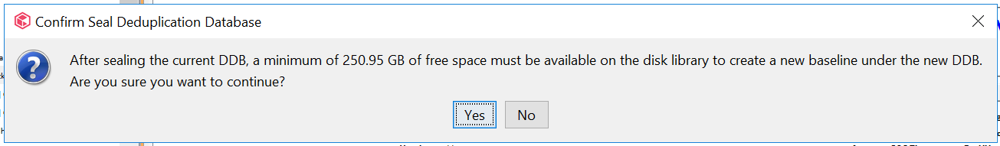 Confirm Seal Deduplication Database
After sealing the current DDB, a minimum of 250.95 GB of free space must be available on the disk library to create a new baseline under the new DDB.
Are you sure you want to continue?
Yes No